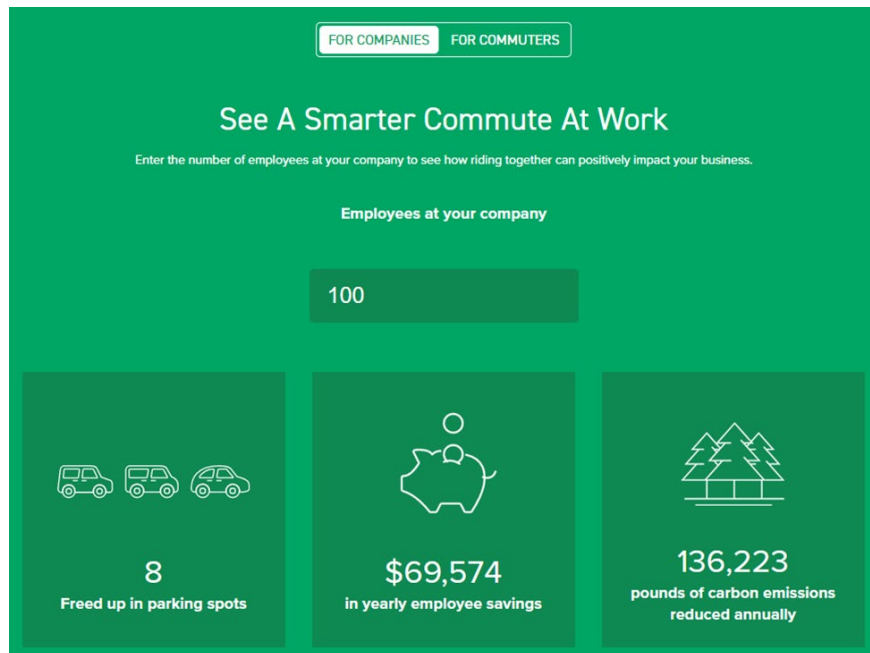 FOR COMPANIES
FOR COMMUTERS
See A Smarter Commute At Work
Enter the number of employees at your company to see how riding together can positively impact your business.
Employees at your company
100
8
Freed up in parking spots
$69,574
in yearly employee savings
136,223
pounds of carbon emissions
reduced annually